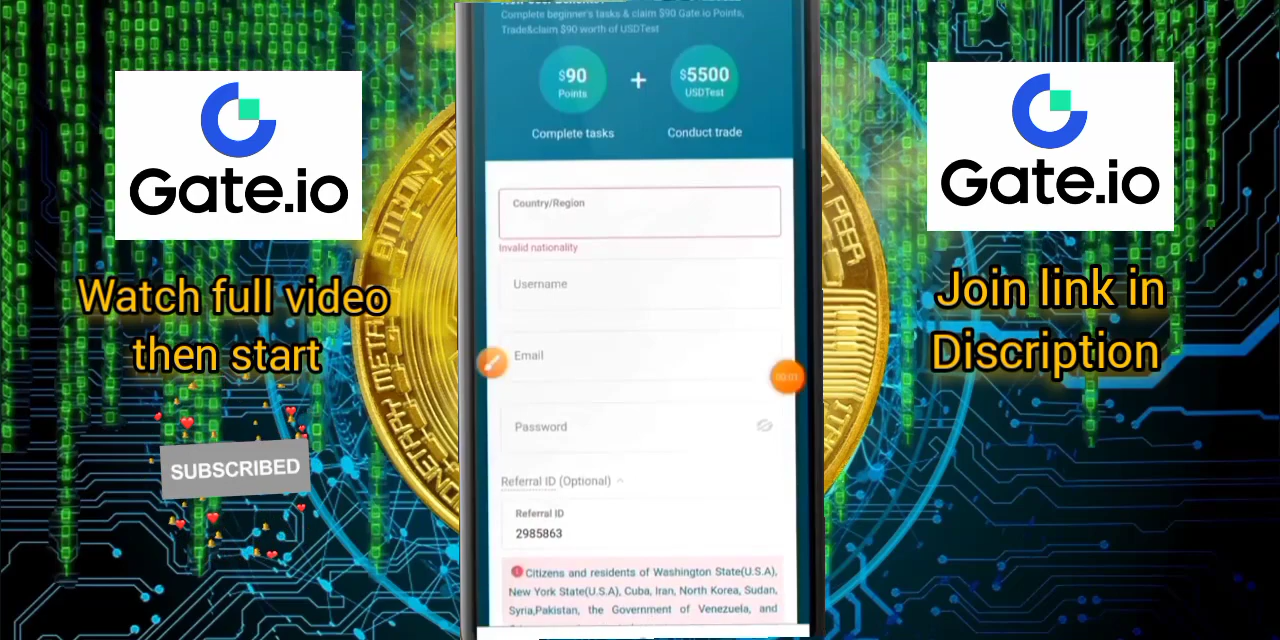 Complete beginner's tasks & claim $90 Gate io Points,
Trade&claim $90 worth of USDTest
$90
Points
+
$5500
USDTest
Complete tasks
Conduct trade
Gate.io
Watch full video
then start
SUBSCRIBED
Country/Region
Invalid nationality
Username
Email
00:03
Password
Referral ID (Optional)
Referral ID
2985863
Citizens and residents of Washington State(U.S.A),
New York State(U.S.A), Cuba, Iran, North Korea, Sudan,
Syria,Pakistan, the Government of Venezuela, and
Gate.io
Join link in
Discription
BITCOIN